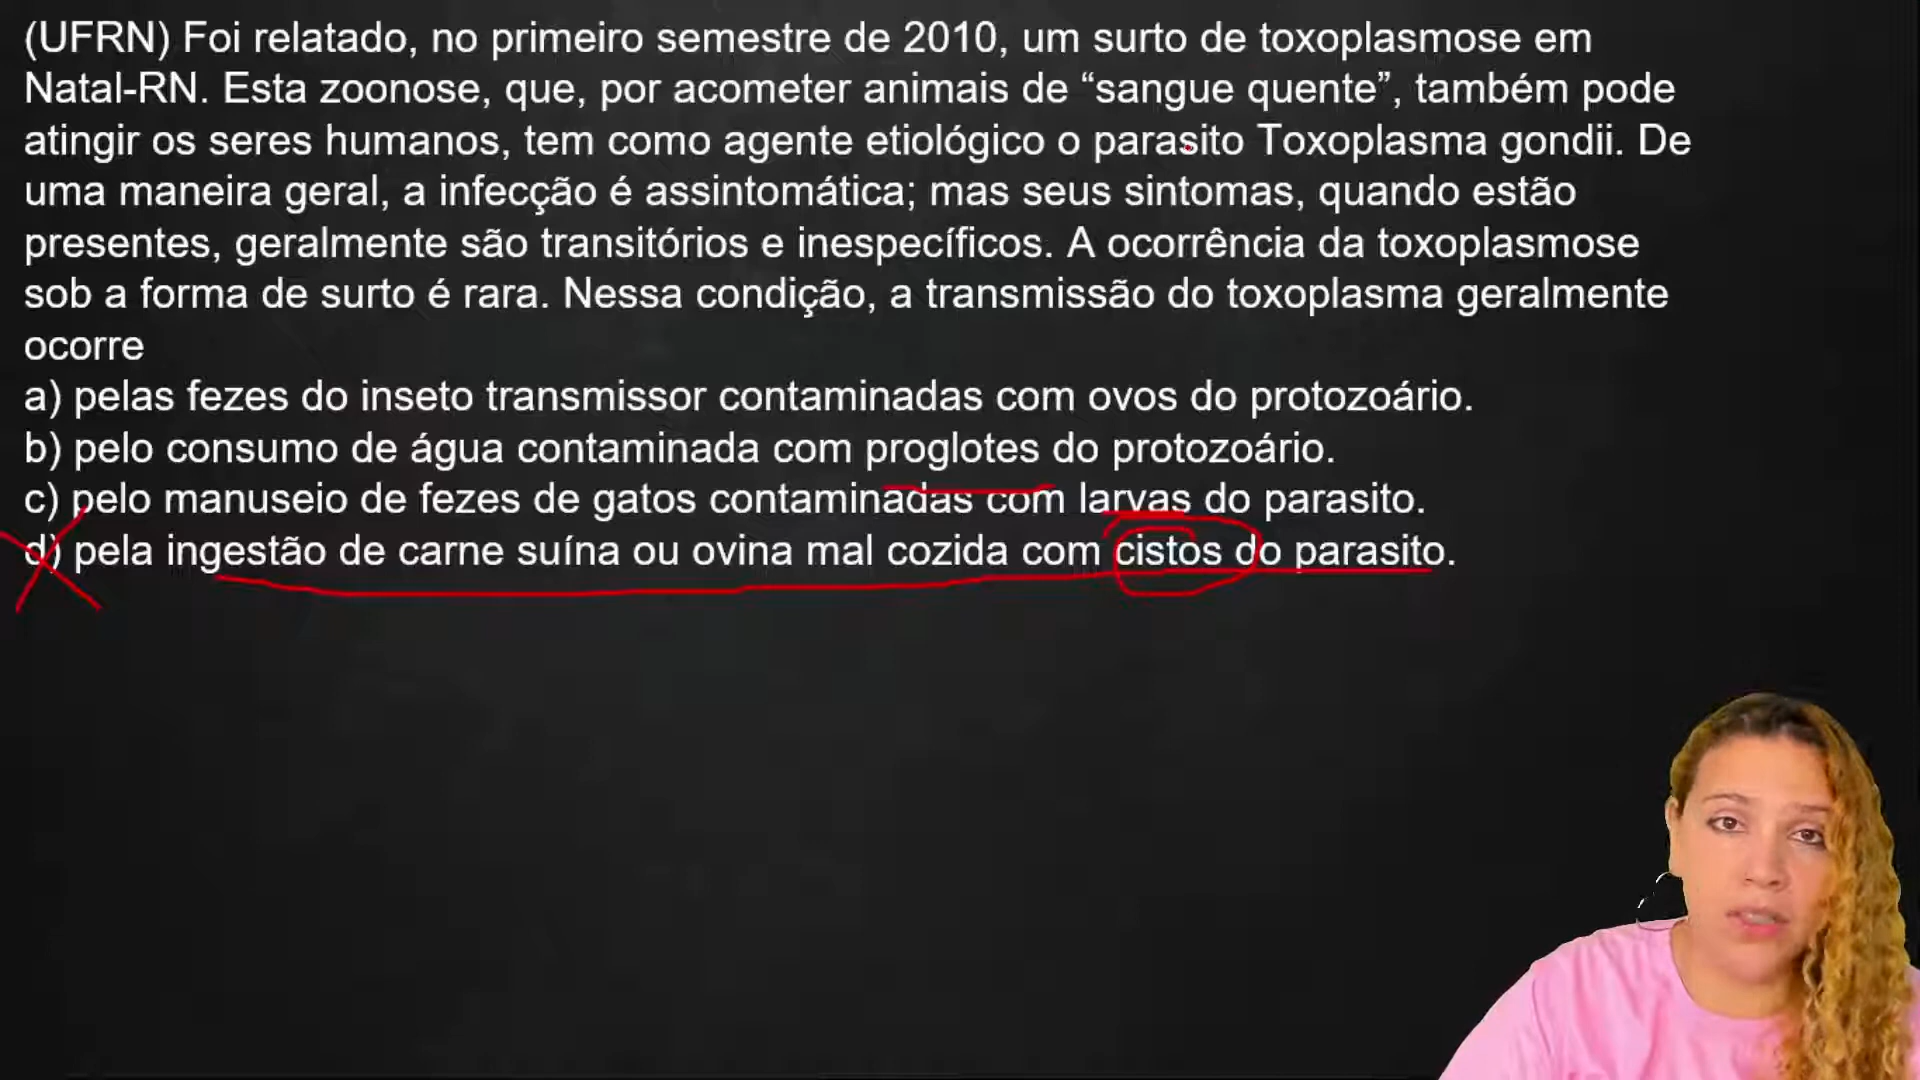 (UFRN) Foi relatado, no primeiro semestre de 2010, um surto de toxoplasmose em
Natal-RN. Esta zoonose, que, por acometer animais de “sangue quente”, também pode
atingir os seres humanos, tem como agente etiológico o parasito Toxoplasma gondii. De
uma maneira geral, a infecção é assintomática; mas seus sintomas, quando estão
presentes, geralmente são transitórios e inespecíficos. A ocorrência da toxoplasmose
sob a forma de surto é rara. Nessa condição, a transmissão do toxoplasma geralmente
ocorre
a) pelas fezes do inseto transmissor contaminadas com ovos do protozoário.
b) pelo consumo de água contaminada com proglotes do protozoário.
c) pelo manuseio de fezes de gatos contaminadas com larvas do parasito.
d) pela ingestão de carne suína ou ovina mal cozida com cistos do parasito.